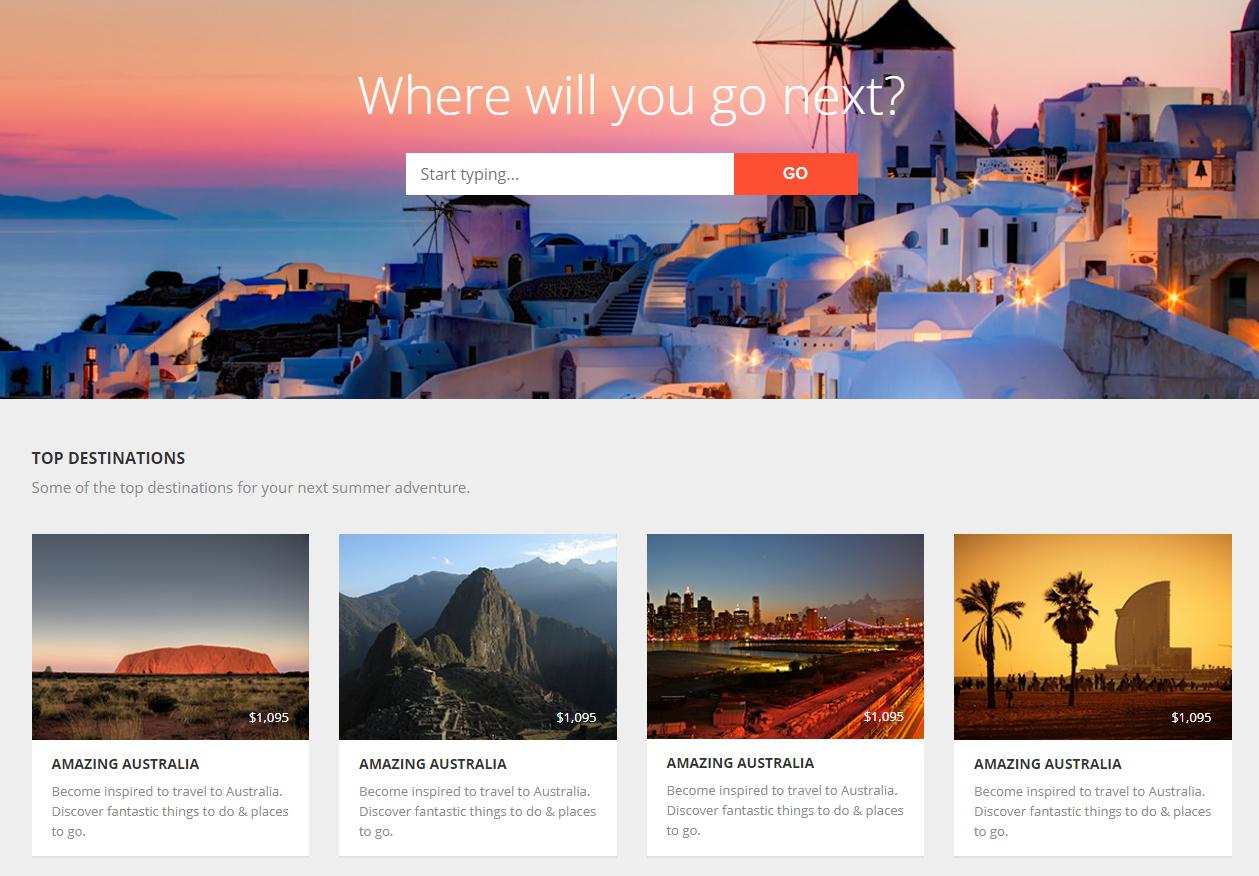 Where will you go next?
Start typing...
GO
TOP DESTINATIONS
Some of the top destinations for your next summer adventure.
$1,095
$1,095
$1,095
$1,095
AMAZING AUSTRALIA
Become inspired to travel to Australia.
Discover fantastic things to do & places
to go.
AMAZING AUSTRALIA
Become inspired to travel to Australia.
Discover fantastic things to do & places
to go.
AMAZING AUSTRALIA
Become inspired to travel to Australia.
Discover fantastic things to do & places
to go.
AMAZING AUSTRALIA
Become inspired to travel to Australia.
Discover fantastic things to do & places
to go.